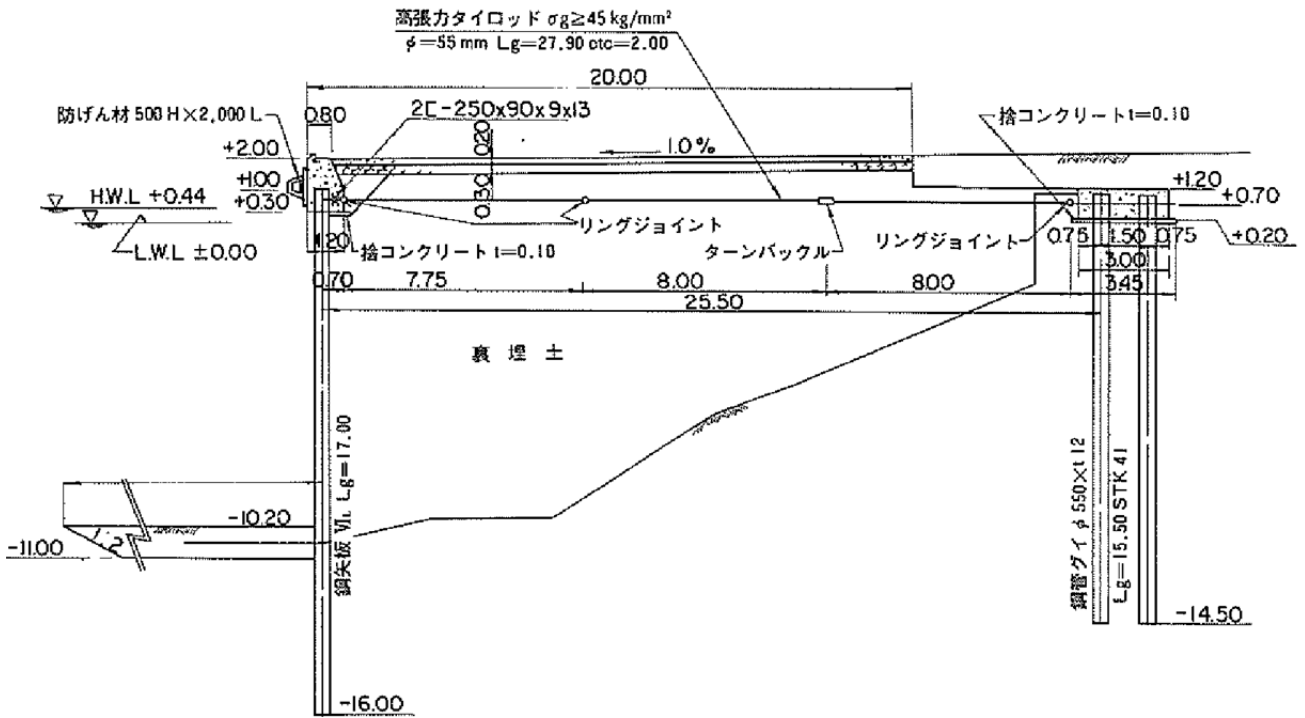 高張力タイロッド σg≥45 kg/mm²
φ=55 mm Lg=27.90 ctc=2.00
20.00
防げん材 500 H×2,000 L
0.80
2[-250x90x9x13
0.20
0.30
捨コンクリート t=0.10
+2.00
1.0%
H.W.L +0.44
+1.00
+0.30
+1.20
+0.70
リングジョイント
L.W.L ±0.00
1.20
捨コンクリート t=0.10
ターンバックル
リングジョイント
0.75
1.50
0.75
+0.20
3.00
0.70
7.75
8.00
8.00
3.45
25.50
裏 埋 土
鋼矢板 VIL Lg=17.00
鋼管グイ φ 550×t12
Lg=15.50 STK 41
-10.20
1:2
-11.00
-14.50
-16.00